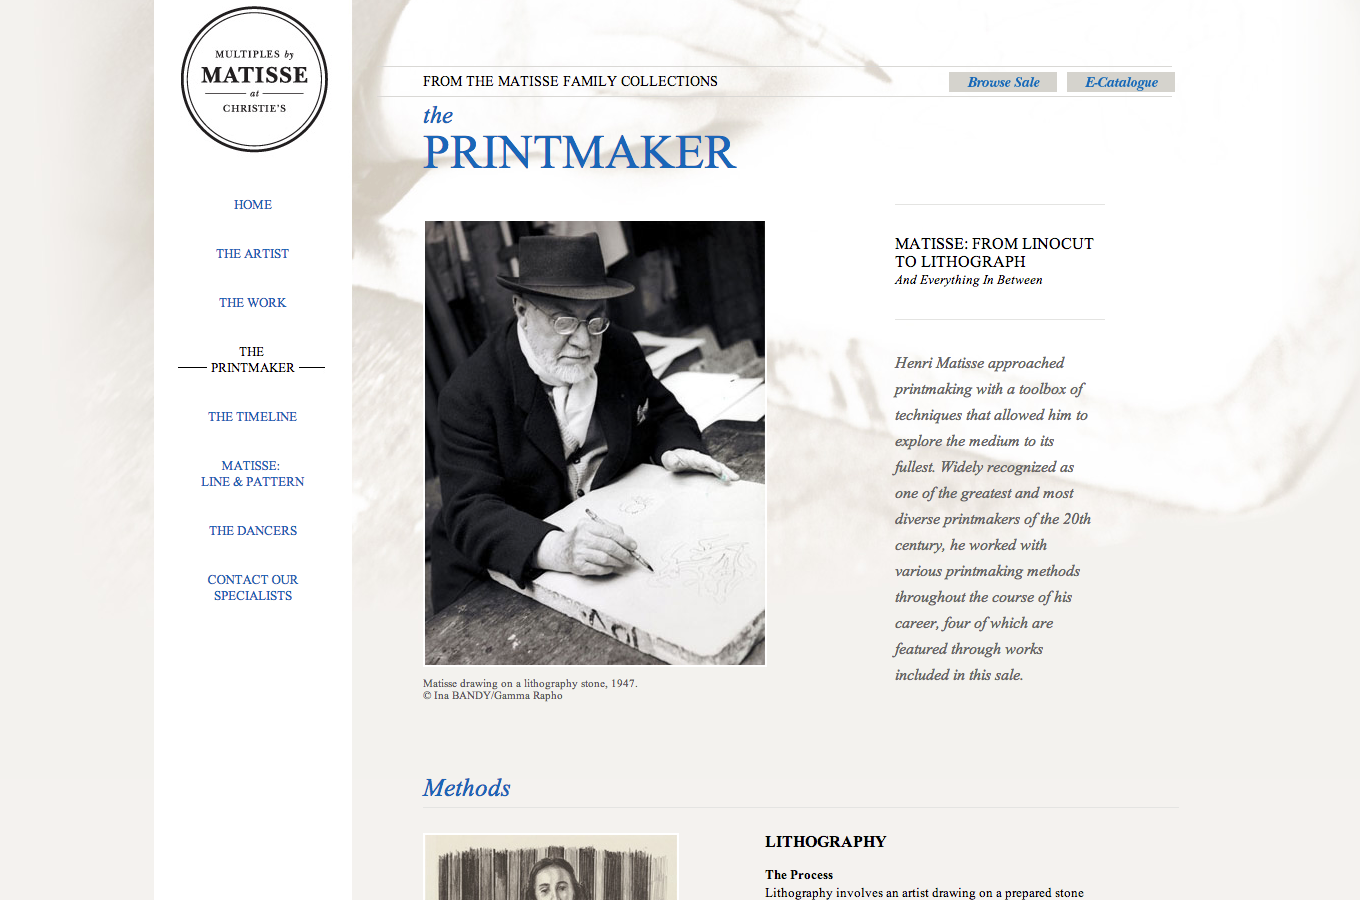 MULTIPLES by
MATISSE
at
CHRISTIE'S
HOME
THE ARTIST
THE WORK
THE
PRINTMAKER
THE TIMELINE
MATISSE:
LINE & PATTERN
THE DANCERS
CONTACT OUR
SPECIALISTS
FROM THE MATISSE FAMILY COLLECTIONS
Browse Sale
E-Catalogue
the
PRINTMAKER
Matisse drawing on a lithography stone, 1947.
© Ina BANDY/Gamma Rapho
MATISSE: FROM LINOCUT
TO LITHOGRAPH
And Everything In Between
Henri Matisse approached
printmaking with a toolbox of
techniques that allowed him to
explore the medium to its
fullest. Widely recognized as
one of the greatest and most
diverse printmakers of the 20th
century, he worked with
various printmaking methods
throughout the course of his
career, four of which are
featured through works
included in this sale.
Methods
LITHOGRAPHY
The Process
Lithography involves an artist drawing on a prepared stone